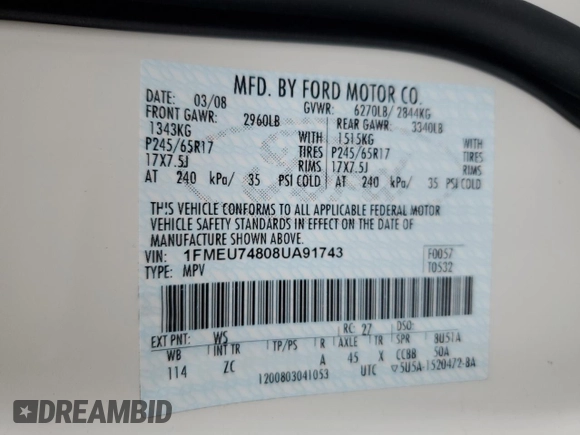 MFD. BY FORD MOTOR CO.
DATE: 03/08 GVWR: 6270LB/ 2844KG
FRONT GAWR: 2960LB REAR GAWR: 3340LB
1343KG WITH 1515KG WITH
P245/65R17 TIRES P245/65R17 TIRES
17X7.5J RIMS 17X7.5J RIMS
AT 240 kPa/ 35 PSI COLD AT 240 kPa/ 35 PSI COLD
THIS VEHICLE CONFORMS TO ALL APPLICABLE FEDERAL MOTOR
VEHICLE SAFETY STANDARDS IN EFFECT ON THE DATE OF
MANUFACTURE SHOWN ABOVE.
VIN: 1FMEU74808UA91743 F0057
TYPE: MPV T0532
EXT PNT: WS RC: 27 DSO:
WB INT TR TP/PS R AXLE TR SPR BU5TA
114 ZC A 45 X CCBB 50A
1200803041053 UTC 5U5A-1520472-BA
DREAMBID